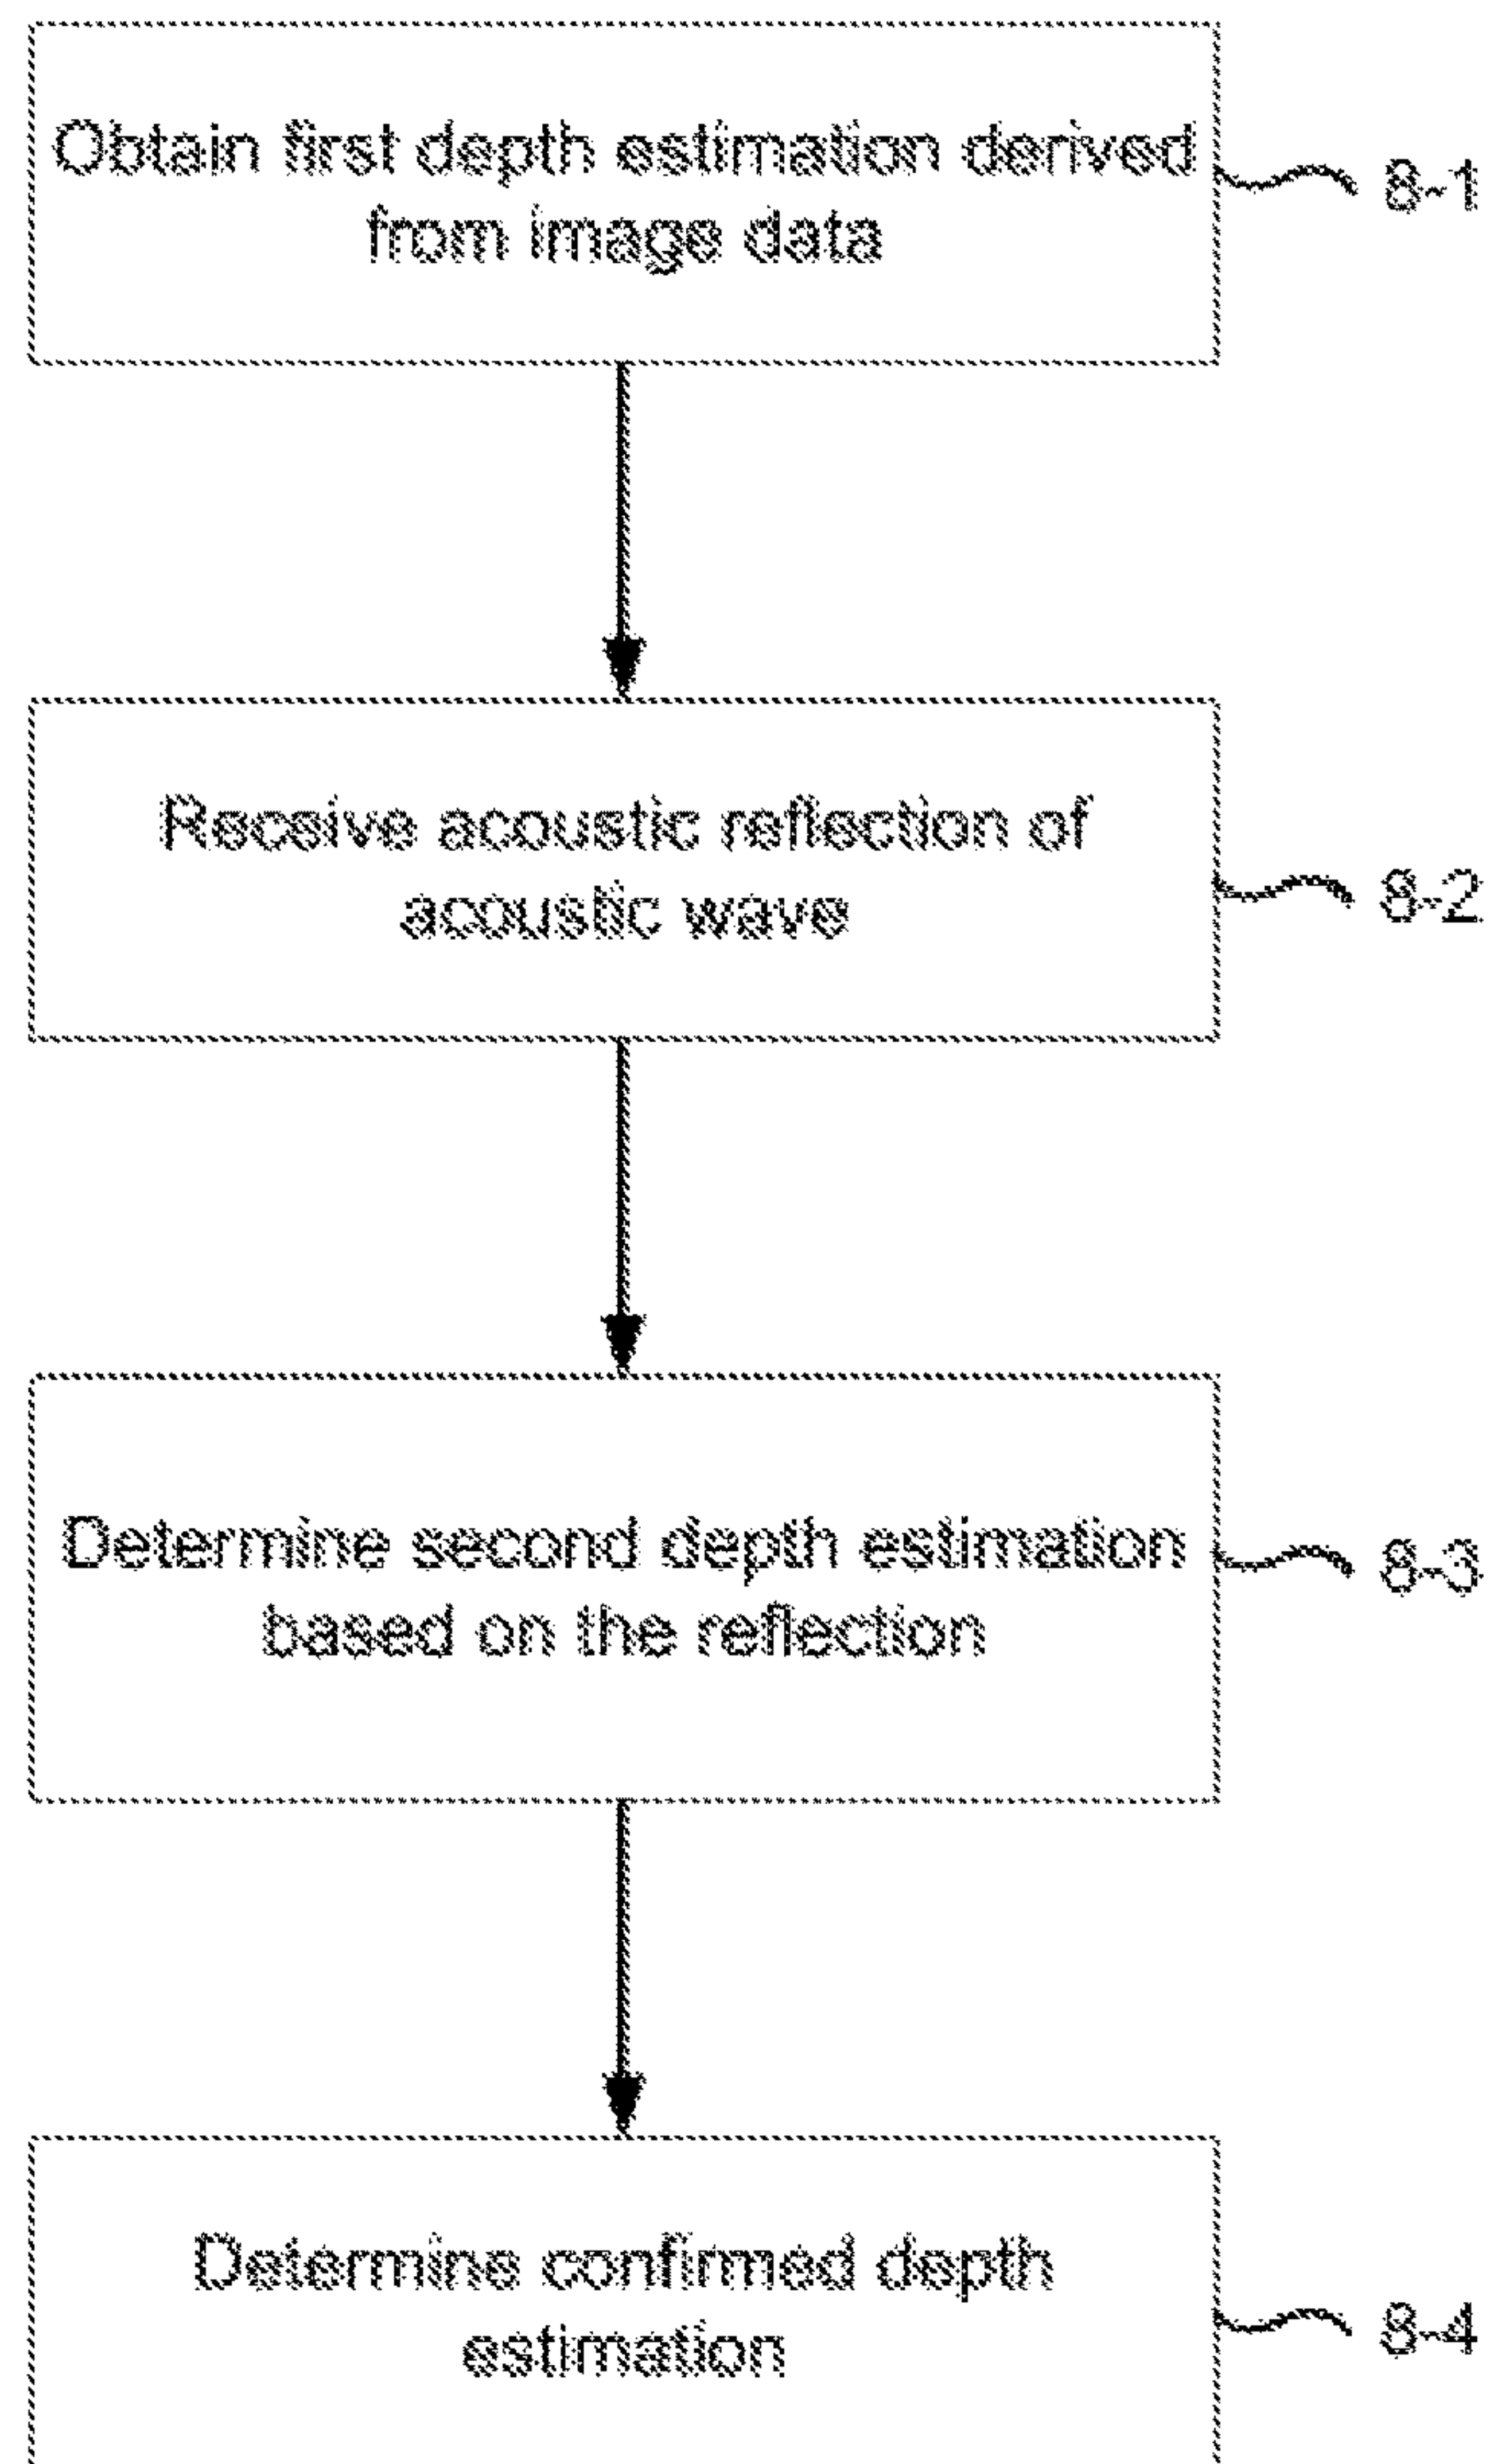 Obtain first depth estimation derived
from image data
8-1
Receive acoustic reflection of
acoustic wave
8-2
Determine second depth estimation
based on the reflection
8-3
Determine confirmed depth
estimation
8-4